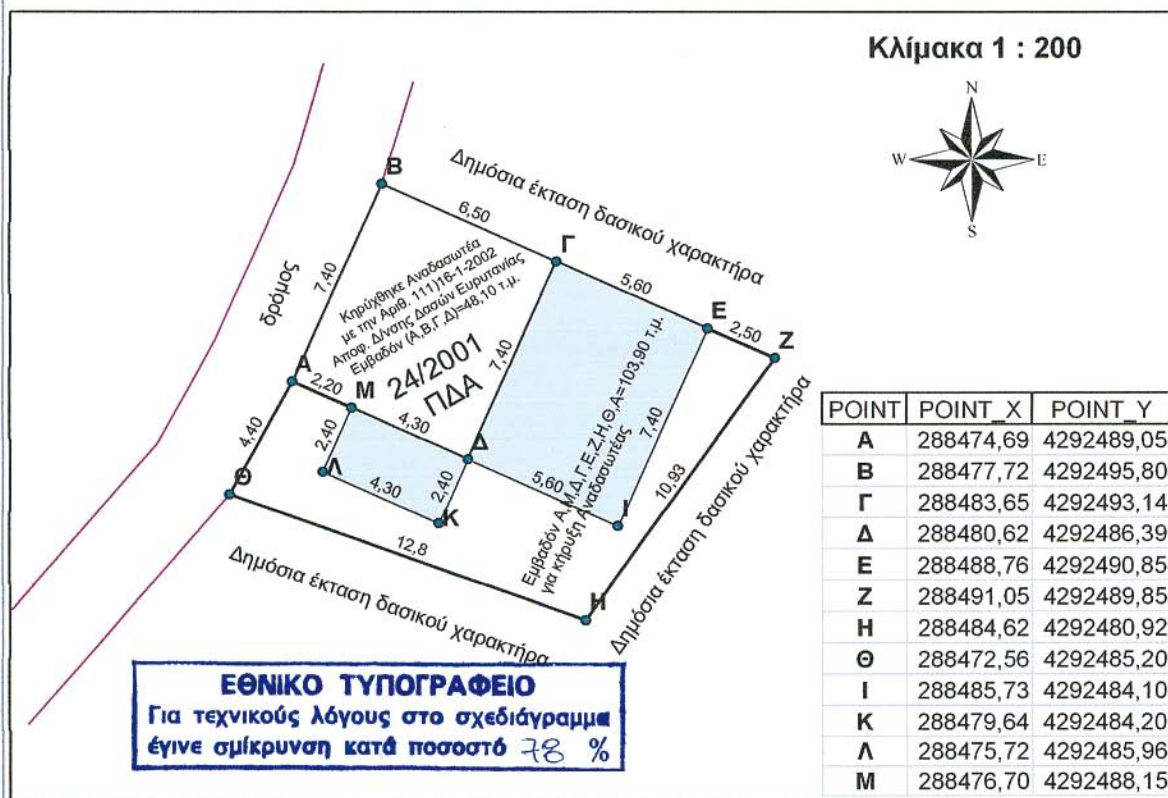 Κλίμακα 1 : 200
N
W
E
S
Β
Δημόσια έκταση δασικού χαρακτήρα
6,50
Γ
5,60
Ε
2,50
Ζ
δρόμος
7,40
Κηρύχθηκε Αναδασωτέα
με την Αριθ. 111)16-1-2002
Αποφ. Δ/νσης Δασών Ευρυτανίας
Εμβαδόν (Α,Β,Γ,Δ)=48,10 τ.μ.
24/2001
ΠΔΑ
7,40
7,40
Α
2,20
Μ
4,30
Δ
4,40
2,40
Λ
4,30
2,40
Κ
5,60
Ι
Εμβαδόν Α,Μ,Δ,Γ,Ε,Ζ,Η,Θ,Α=103,90 τ.μ.
για κήρυξη Αναδασωτέας
10,93
Δημόσια έκταση δασικού χαρακτήρα
Θ
12,8
Η
Δημόσια έκταση δασικού χαρακτήρα
ΕΘΝΙΚΟ ΤΥΠΟΓΡΑΦΕΙΟ
Για τεχνικούς λόγους στο σχεδιάγραμμα
έγινε σμίκρυνση κατά ποσοστό 78 %
POINT POINT_X POINT_Y
Α 288474,69 4292489,05
Β 288477,72 4292495,80
Γ 288483,65 4292493,14
Δ 288480,62 4292486,39
Ε 288488,76 4292490,85
Ζ 288491,05 4292489,85
Η 288484,62 4292480,92
Θ 288472,56 4292485,20
Ι 288485,73 4292484,10
Κ 288479,64 4292484,20
Λ 288475,72 4292485,96
Μ 288476,70 4292488,15